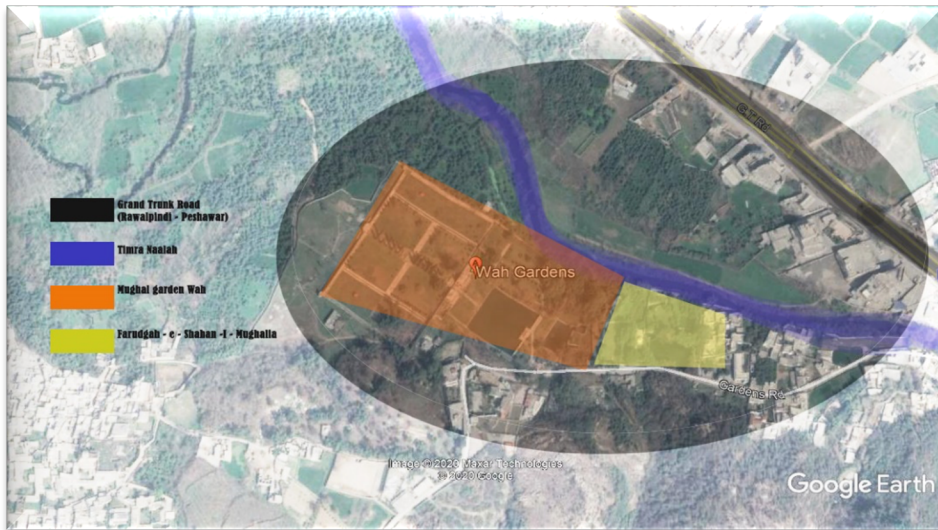 Grand Trunk Road
(Rawalpindi - Peshawar)
Timra Naalah
Mughal garden Wah
Farudgah - e - Shahan -I - Mughalia
G.T Rd
Wah Gardens
Gardens Rd
Image © 2020 Maxar Technologies
© 2020 Google
Google Earth